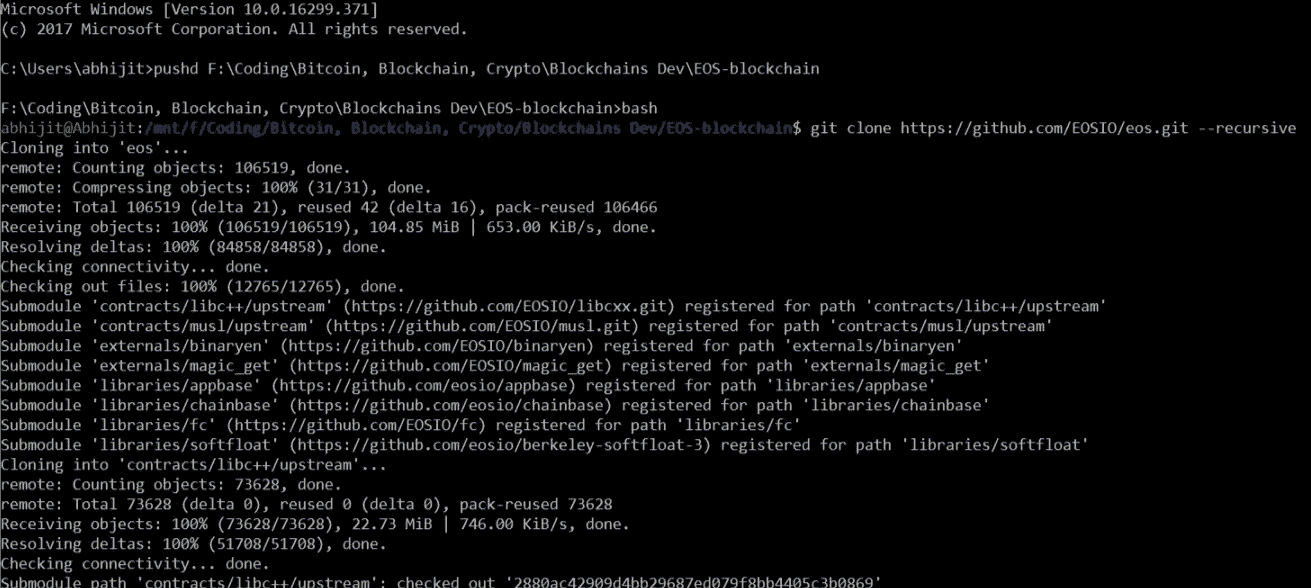 Microsoft Windows [Version 10.0.16299.371]
(c) 2017 Microsoft Corporation. All rights reserved.
C:\Users\abhijit>pushd F:\Coding\Bitcoin, Blockchain, Crypto\Blockchains Dev\EOS-blockchain
F:\Coding\Bitcoin, Blockchain, Crypto\Blockchains Dev\EOS-blockchain>bash
abhijit@Abhijit:/mnt/f/Coding/Bitcoin, Blockchain, Crypto/Blockchains Dev/EOS-blockchain$ git clone https://github.com/EOSIO/eos.git --recursive
Cloning into 'eos'...
remote: Counting objects: 106519, done.
remote: Compressing objects: 100% (31/31), done.
remote: Total 106519 (delta 21), reused 42 (delta 16), pack-reused 106466
Receiving objects: 100% (106519/106519), 104.85 MiB | 653.00 KiB/s, done.
Resolving deltas: 100% (84858/84858), done.
Checking connectivity... done.
Checking out files: 100% (12765/12765), done.
Submodule 'contracts/libc++/upstream' (https://github.com/EOSIO/libcxx.git) registered for path 'contracts/libc++/upstream'
Submodule 'contracts/musl/upstream' (https://github.com/EOSIO/musl.git) registered for path 'contracts/musl/upstream'
Submodule 'externals/binaryen' (https://github.com/EOSIO/binaryen) registered for path 'externals/binaryen'
Submodule 'externals/magic_get' (https://github.com/EOSIO/magic_get) registered for path 'externals/magic_get'
Submodule 'libraries/appbase' (https://github.com/eosio/appbase) registered for path 'libraries/appbase'
Submodule 'libraries/chainbase' (https://github.com/eosio/chainbase) registered for path 'libraries/chainbase'
Submodule 'libraries/fc' (https://github.com/EOSIO/fc) registered for path 'libraries/fc'
Submodule 'libraries/softfloat' (https://github.com/eosio/berkeley-softfloat-3) registered for path 'libraries/softfloat'
Cloning into 'contracts/libc++/upstream'...
remote: Counting objects: 73628, done.
remote: Total 73628 (delta 0), reused 0 (delta 0), pack-reused 73628
Receiving objects: 100% (73628/73628), 22.73 MiB | 746.00 KiB/s, done.
Resolving deltas: 100% (51708/51708), done.
Checking connectivity... done.
Submodule path 'contracts/libc++/upstream': checked out '2880ac42909d4bb29687ed079f8bb4405c3b0869'